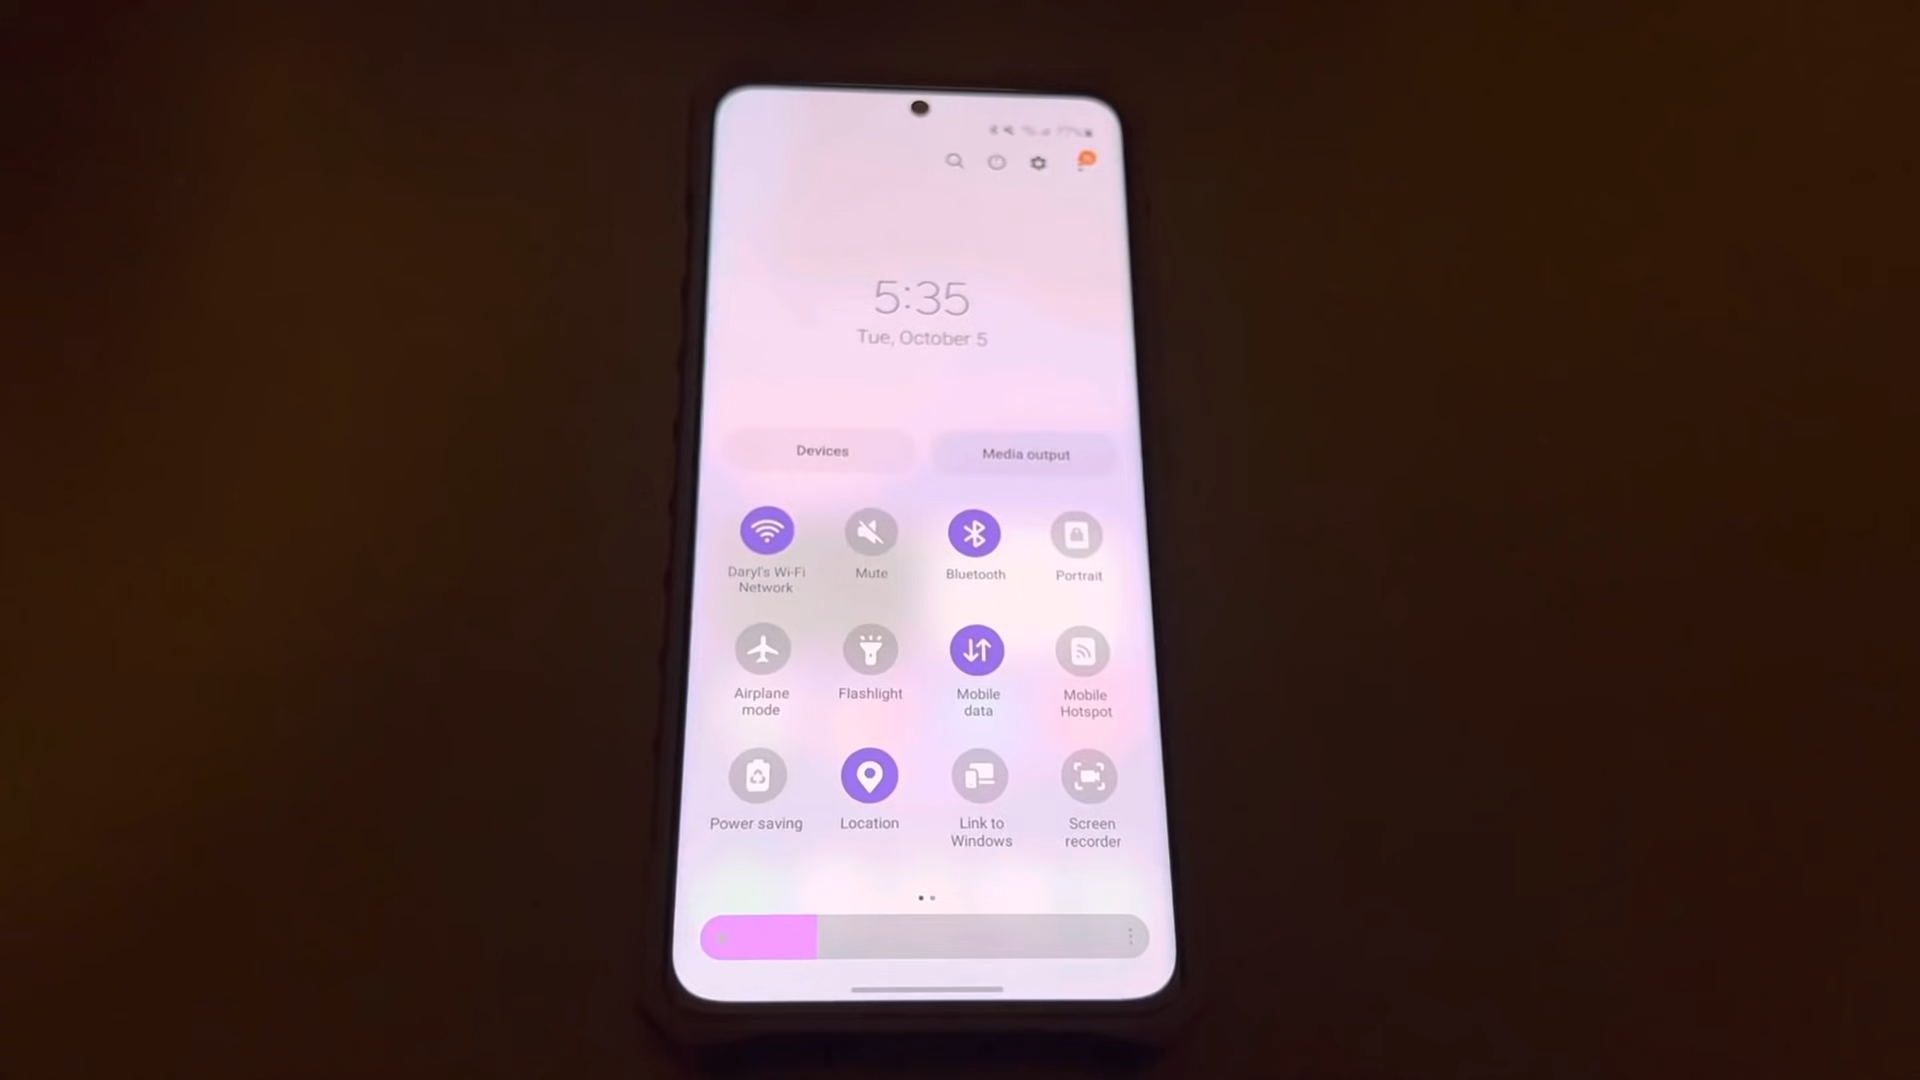 77%
5:35
Tue, October 5
Devices
Media output
Daryl's Wi-Fi
Network
Mute
Bluetooth
Portrait
Airplane
mode
Flashlight
Mobile
data
Mobile
Hotspot
Power saving
Location
Link to
Windows
Screen
recorder